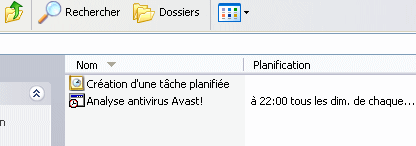 Rechercher Dossiers
Nom Planification
Création d'une tâche planifiée
Analyse antivirus Avast! à 22:00 tous les dim. de chaque...
n